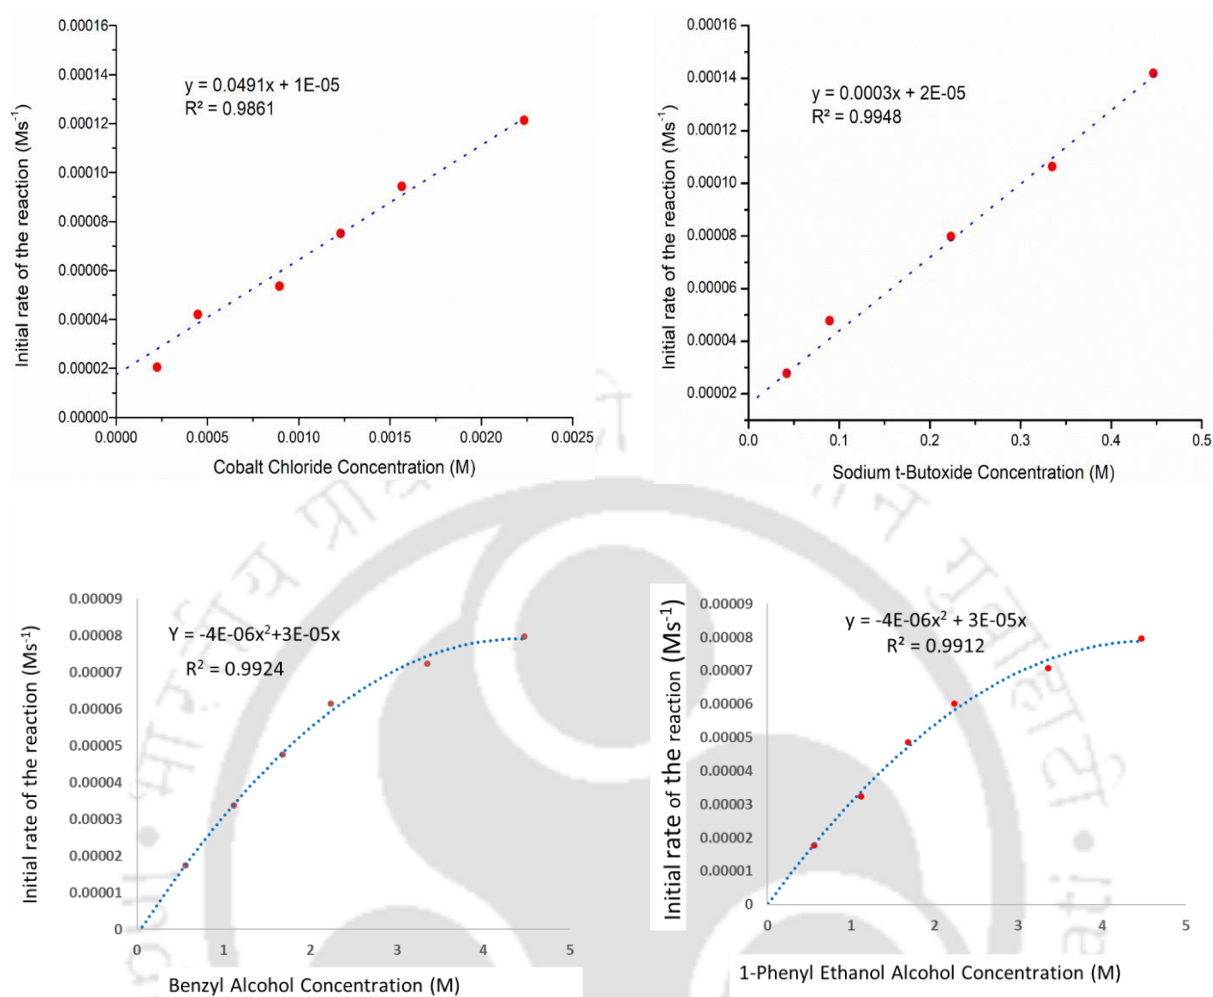 0.00016
0.00014
0.00012
0.00010
0.00008
0.00006
0.00004
0.00002
0.00000
Initial rate of the reaction (Ms-1)
y = 0.0491x + 1E-05
R² = 0.9861
0.0000 0.0005 0.0010 0.0015 0.0020 0.0025
Cobalt Chloride Concentration (M)
0.00016
0.00014
0.00012
0.00010
0.00008
0.00006
0.00004
0.00002
Initial rate of the reaction (Ms-1)
y = 0.0003x + 2E-05
R² = 0.9948
0.0 0.1 0.2 0.3 0.4 0.5
Sodium t-Butoxide Concentration (M)
0.00009
0.00008
0.00007
0.00006
0.00005
0.00004
0.00003
0.00002
0.00001
0
Initial rate of the reaction (Ms-1)
Y = -4E-06x2+3E-05x
R2 = 0.9924
0 1 2 3 4 5
Benzyl Alcohol Concentration (M)
0.00009
0.00008
0.00007
0.00006
0.00005
0.00004
0.00003
0.00002
0.00001
0
Initial rate of the reaction (Ms-1)
y = -4E-06x2 + 3E-05x
R² = 0.9912
0 1 2 3 4 5
1-Phenyl Ethanol Alcohol Concentration (M)